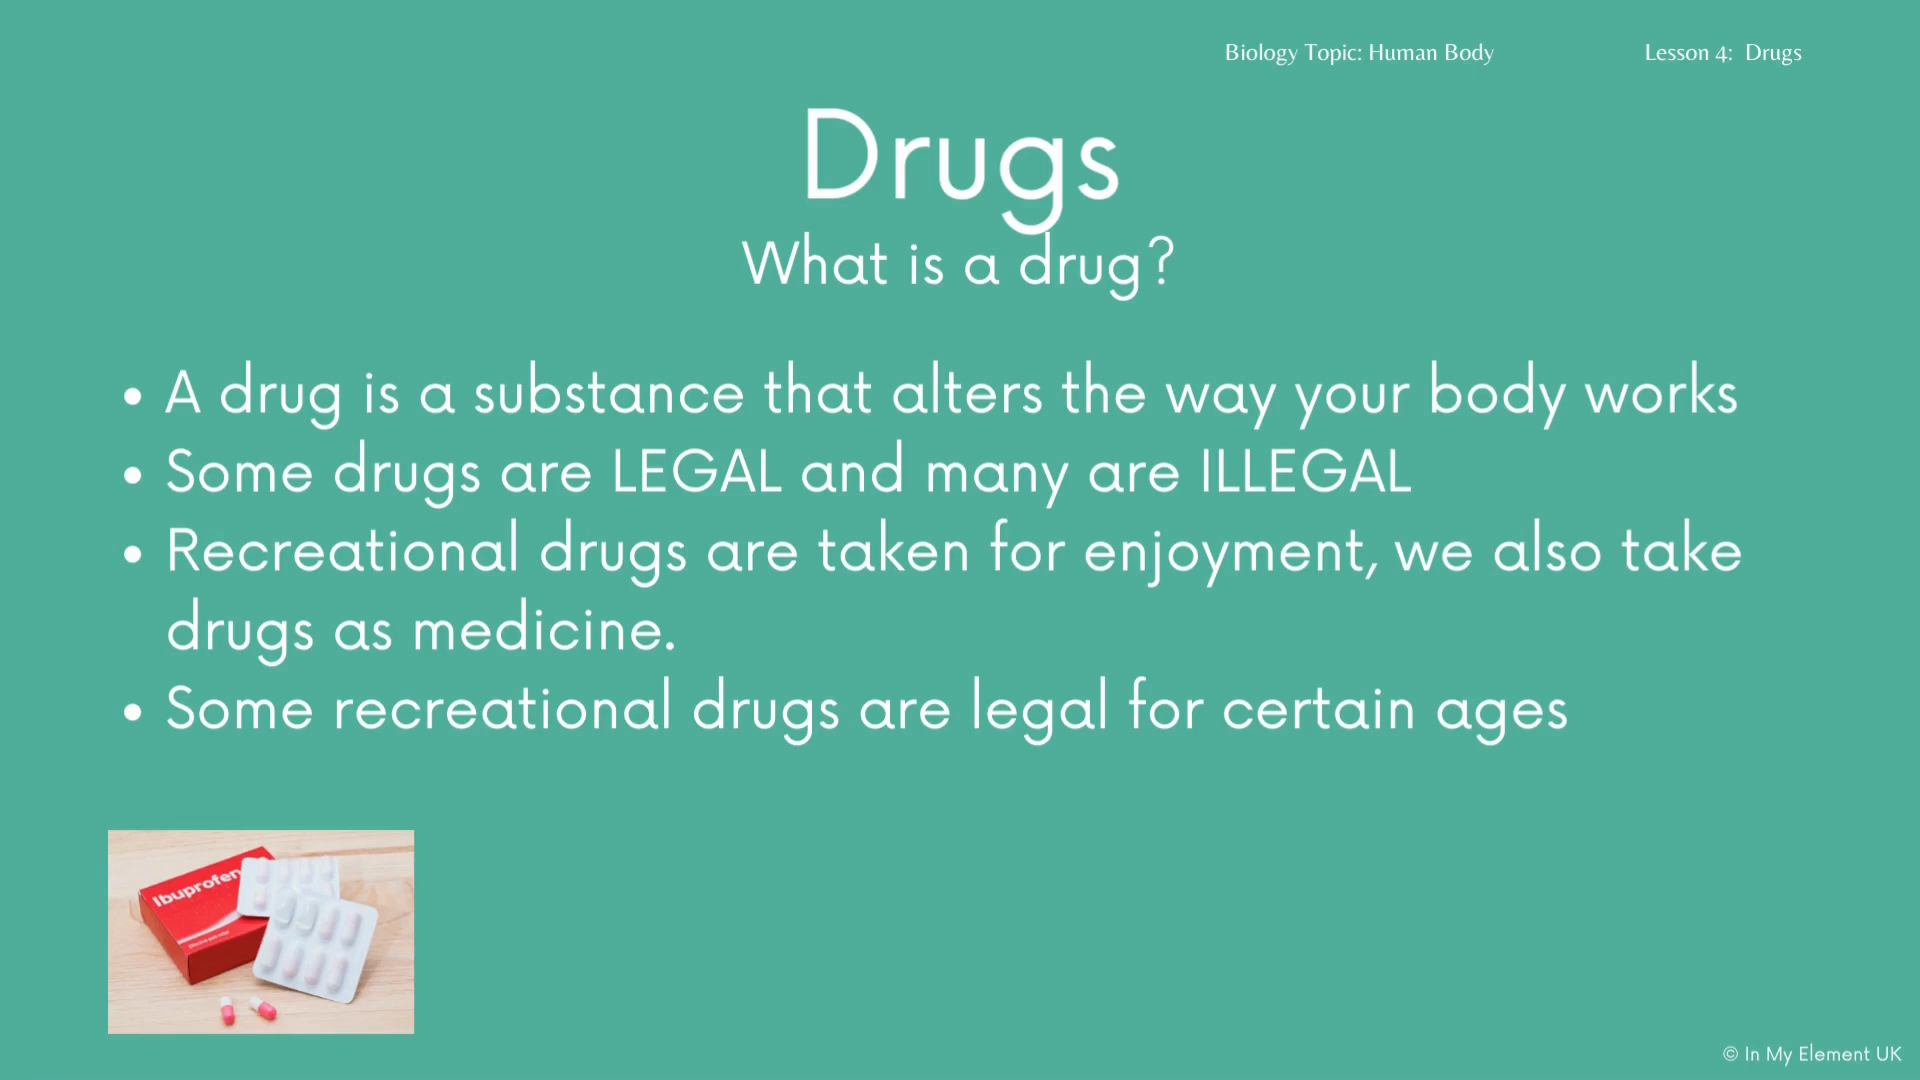 Biology Topic: Human Body
Lesson 4: Drugs
Drugs
What is a drug?
• A drug is a substance that alters the way your body works
• Some drugs are LEGAL and many are ILLEGAL
• Recreational drugs are taken for enjoyment, we also take
drugs as medicine.
• Some recreational drugs are legal for certain ages
Ibuprofen
© In My Element UK